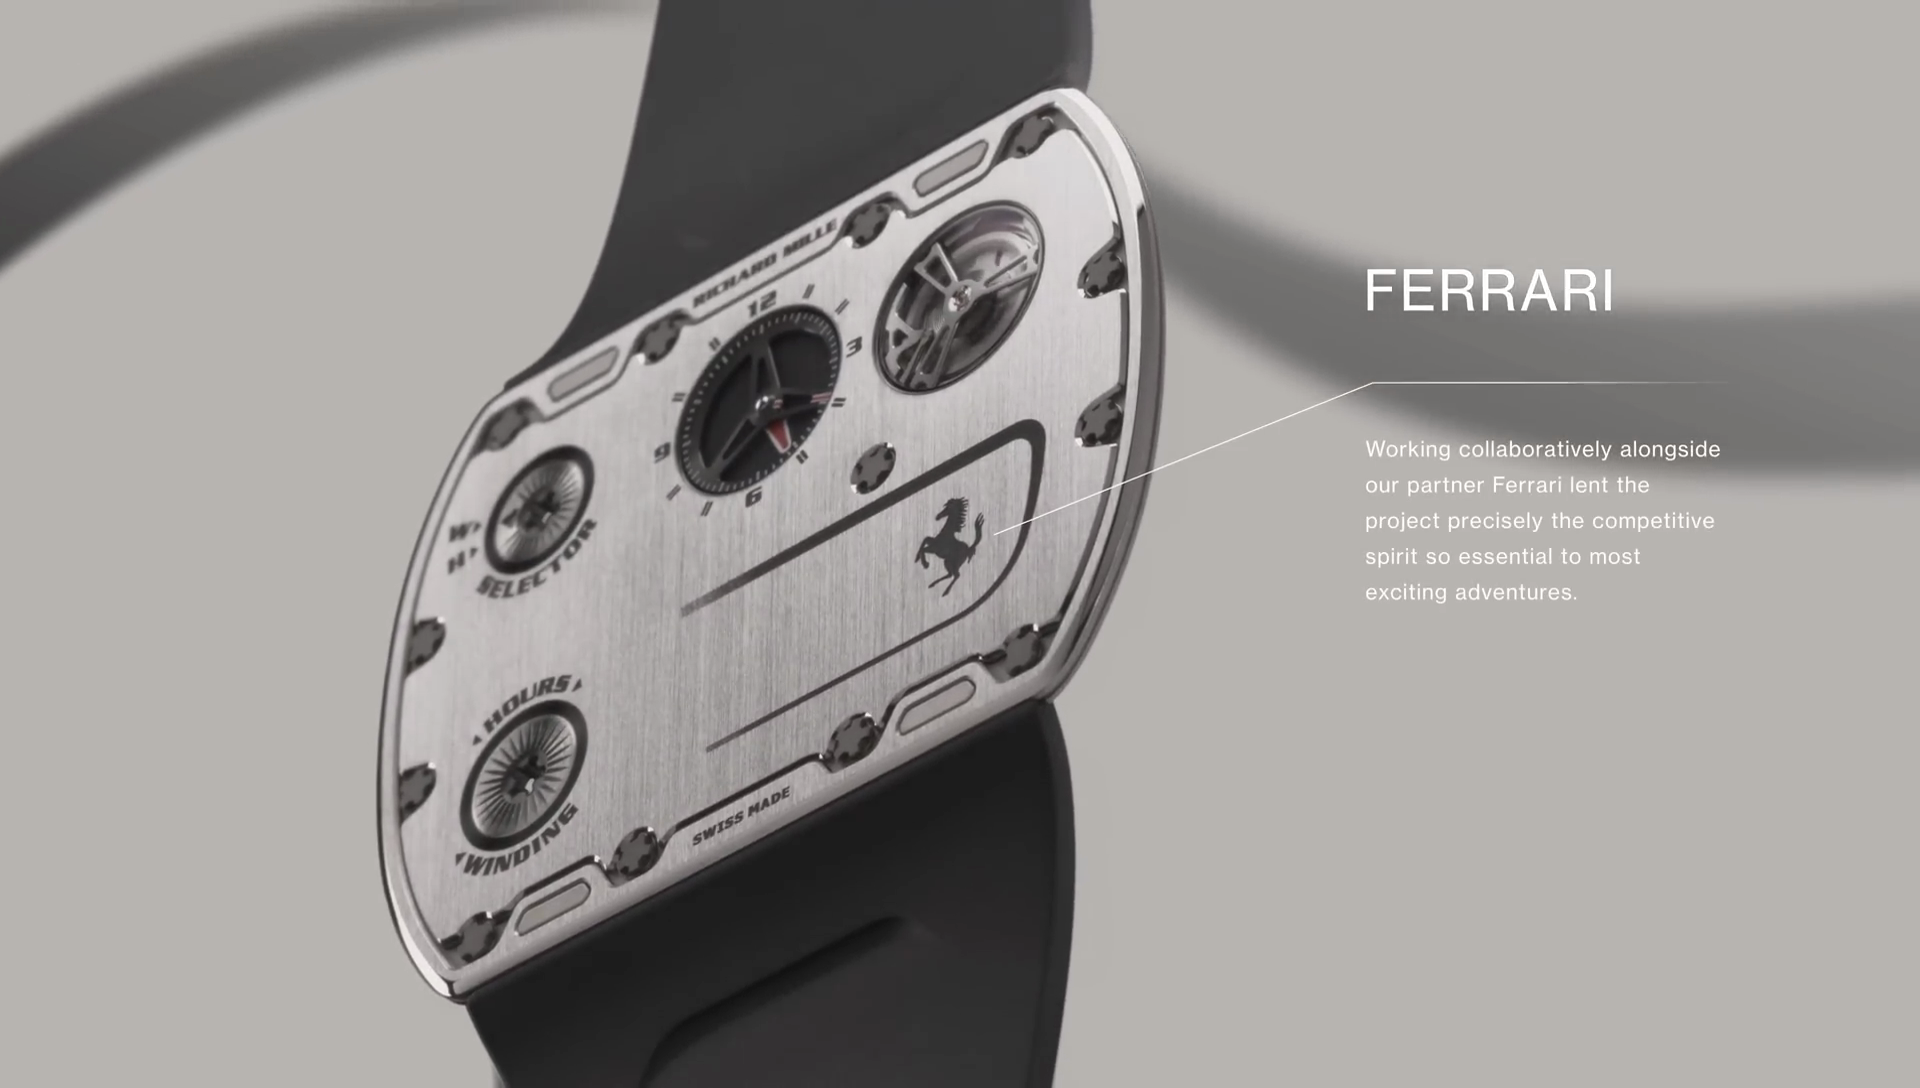 RICHARD MILLE
12
3
6
9
W
H
SELECTOR
HOURS
WINDING
SWISS MADE
FERRARI
Working collaboratively alongside
our partner Ferrari lent the
project precisely the competitive
spirit so essential to most
exciting adventures.